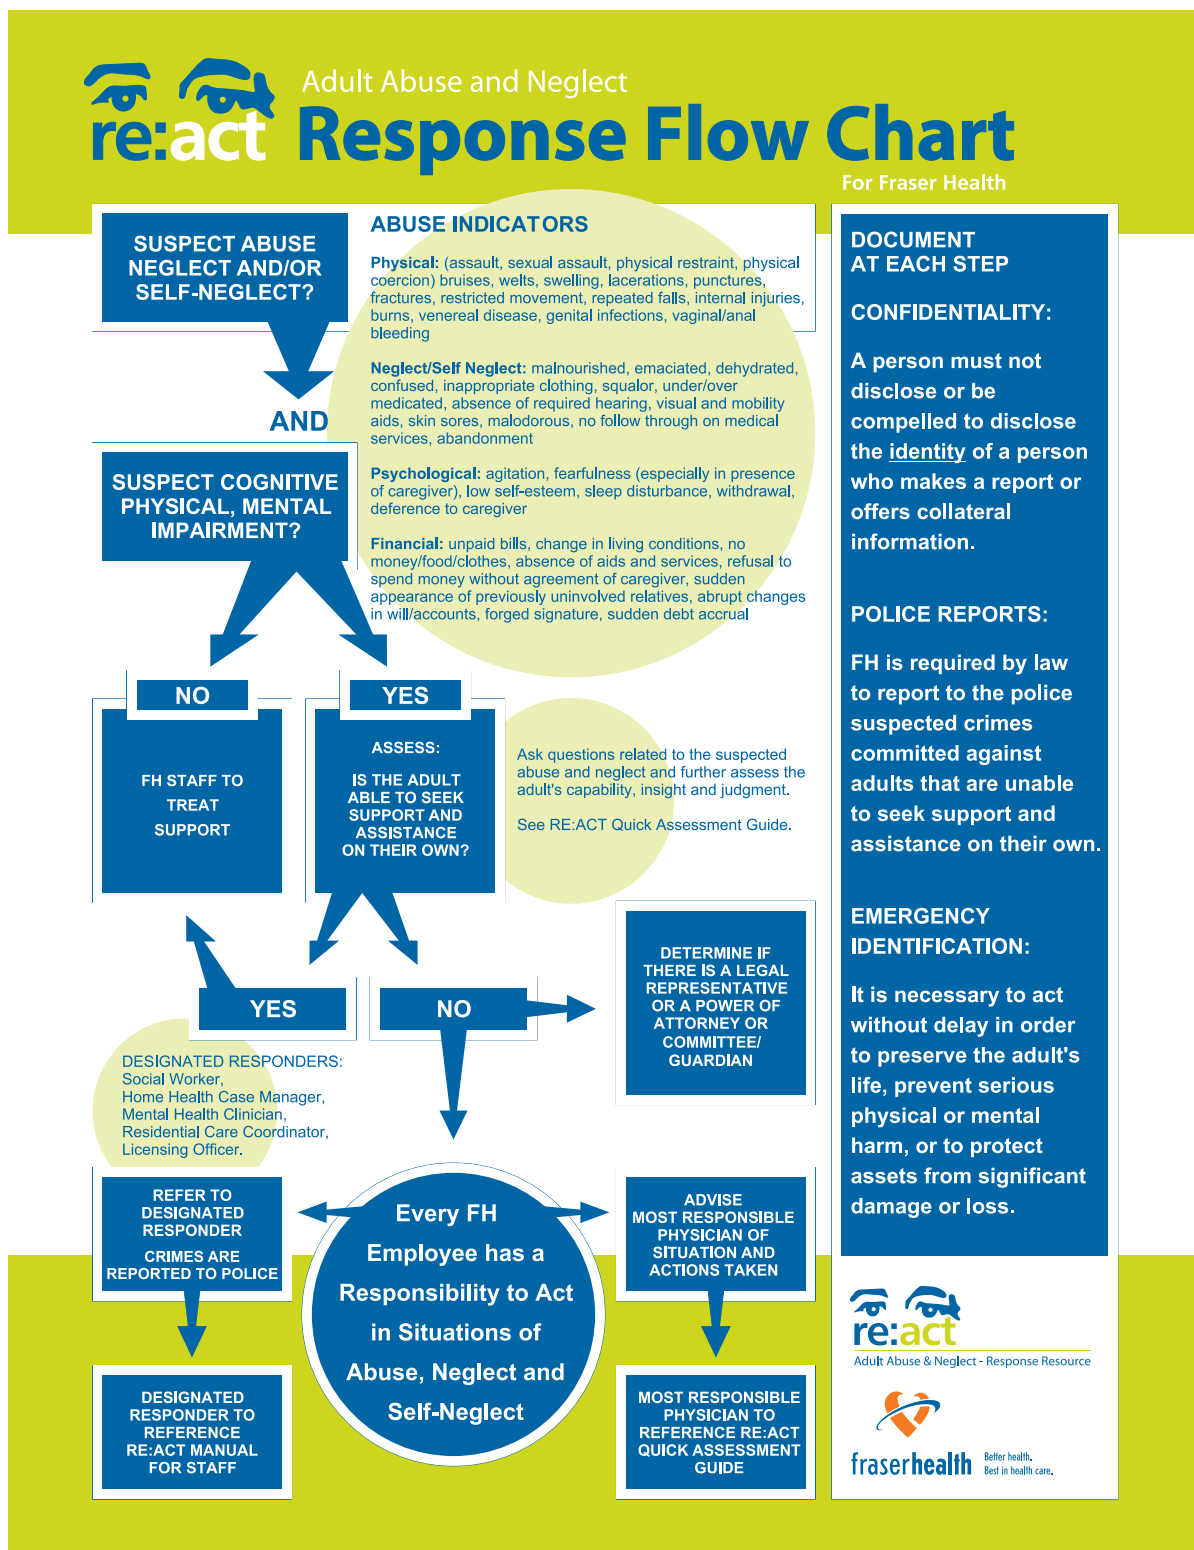 re:act
Adult Abuse and Neglect
Response Flow Chart
For Fraser Health
SUSPECT ABUSE
NEGLECT AND/OR
SELF-NEGLECT?
AND
SUSPECT COGNITIVE
PHYSICAL, MENTAL
IMPAIRMENT?
ABUSE INDICATORS
Physical: (assault, sexual assault, physical restraint, physical
coercion) bruises, welts, swelling, lacerations, punctures,
fractures, restricted movement, repeated falls, internal injuries,
burns, venereal disease, genital infections, vaginal/anal
bleeding
Neglect/Self Neglect: malnourished, emaciated, dehydrated,
confused, inappropriate clothing, squalor, under/over
medicated, absence of required hearing, visual and mobility
aids, skin sores, malodorous, no follow through on medical
services, abandonment
Psychological: agitation, fearfulness (especially in presence
of caregiver), low self-esteem, sleep disturbance, withdrawal,
deference to caregiver
Financial: unpaid bills, change in living conditions, no
money/food/clothes, absence of aids and services, refusal to
spend money without agreement of caregiver, sudden
appearance of previously uninvolved relatives, abrupt changes
in will/accounts, forged signature, sudden debt accrual
NO
FH STAFF TO
TREAT
SUPPORT
YES
ASSESS:
IS THE ADULT
ABLE TO SEEK
SUPPORT AND
ASSISTANCE
ON THEIR OWN?
Ask questions related to the suspected
abuse and neglect and further assess the
adult's capability, insight and judgment.
See RE:ACT Quick Assessment Guide.
YES
NO
DETERMINE IF
THERE IS A LEGAL
REPRESENTATIVE
OR A POWER OF
ATTORNEY OR
COMMITTEE/
GUARDIAN
DESIGNATED RESPONDERS:
Social Worker,
Home Health Case Manager,
Mental Health Clinician,
Residential Care Coordinator,
Licensing Officer.
REFER TO
DESIGNATED
RESPONDER
CRIMES ARE
REPORTED TO POLICE
Every FH
Employee has a
Responsibility to Act
in Situations of
Abuse, Neglect and
Self-Neglect
ADVISE
MOST RESPONSIBLE
PHYSICIAN OF
SITUATION AND
ACTIONS TAKEN
DESIGNATED
RESPONDER TO
REFERENCE
RE:ACT MANUAL
FOR STAFF
MOST RESPONSIBLE
PHYSICIAN TO
REFERENCE RE:ACT
QUICK ASSESSMENT
GUIDE
DOCUMENT
AT EACH STEP
CONFIDENTIALITY:
A person must not
disclose or be
compelled to disclose
the identity of a person
who makes a report or
offers collateral
information.
POLICE REPORTS:
FH is required by law
to report to the police
suspected crimes
committed against
adults that are unable
to seek support and
assistance on their own.
EMERGENCY
IDENTIFICATION:
It is necessary to act
without delay in order
to preserve the adult's
life, prevent serious
physical or mental
harm, or to protect
assets from significant
damage or loss.
re:act
Adult Abuse & Neglect - Response Resource
fraserhealth
Better health.
Best in health care.